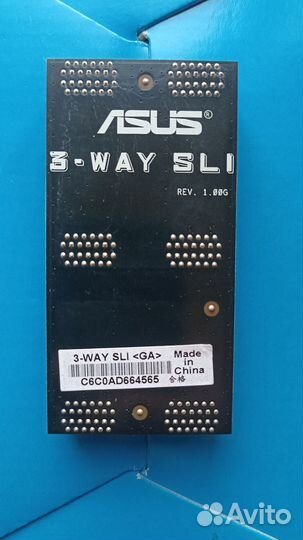 ASUS®
3-WAY SLI
REV. 1.00G
3-WAY SLI <GA>
Made in China
C6C0AD664565
合格
Avito